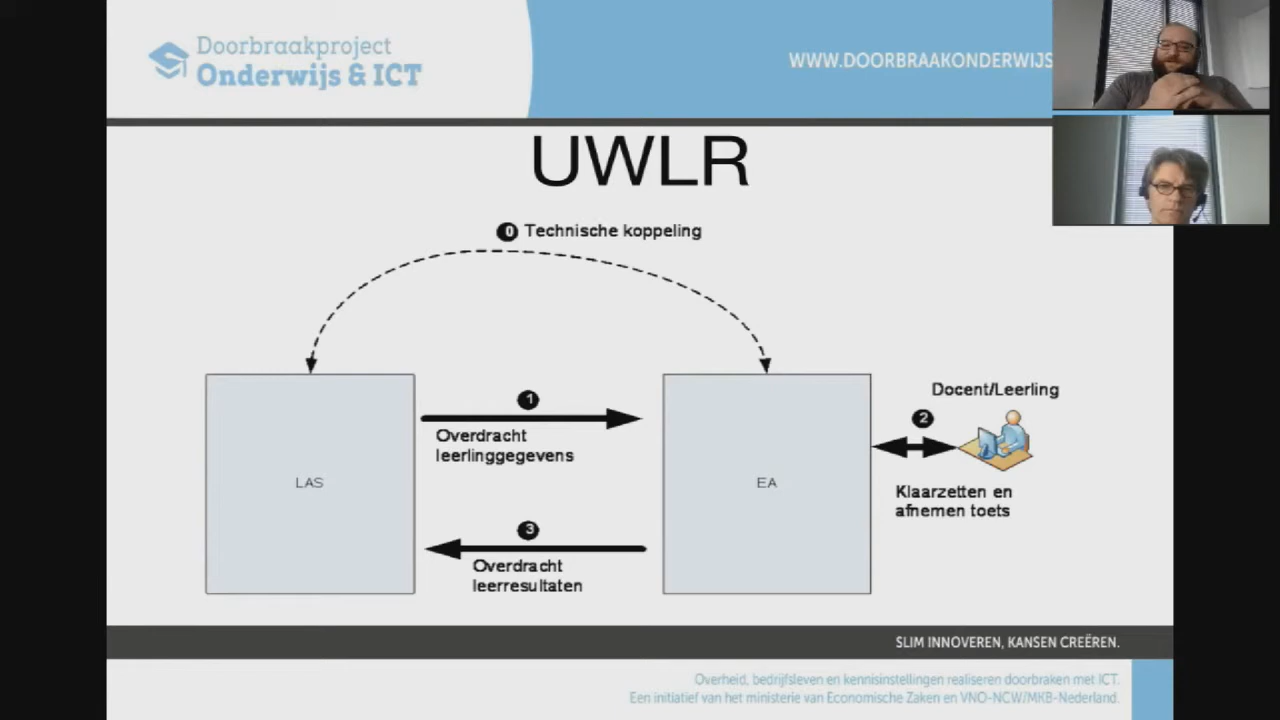 Doorbraakproject
Onderwijs & ICT
WWW.DOORBRAAKONDERWIJS
UWLR
0 Technische koppeling
1
Overdracht
leerlinggegevens
LAS
EA
Docent/Leerling
2
Klaarzetten en
afnemen toets
3
Overdracht
leerresultaten
SLIM INNOVEREN, KANSEN CREËREN.
Overheid, bedrijfsleven en kennisinstellingen realiseren doorbraken met ICT.
Een initiatief van het ministerie van Economische Zaken en VNO-NCW/MKB-Nederland.